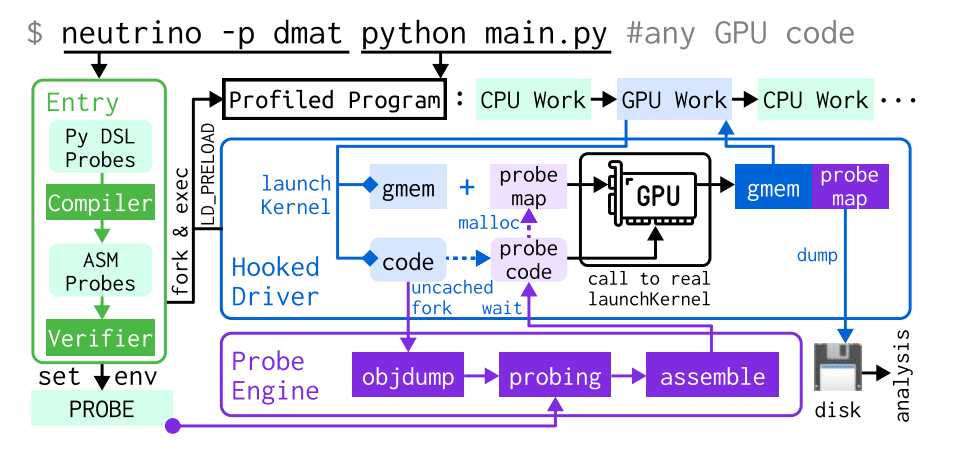 $ neutrino -p dmat python main.py #any GPU code
Entry
Py DSL
Probes
Compiler
ASM
Probes
Verifier
set env
PROBE
fork & exec
LD_PRELOAD
Profiled Program : CPU Work GPU Work CPU Work ...
launch
Kernel
gmem + probe
map
GPU
gmem probe
map
malloc
code
probe
code
Hooked
Driver
uncached
fork wait
call to real
launchKernel
dump
Probe
Engine
objdump
probing
assemble
disk
analysis